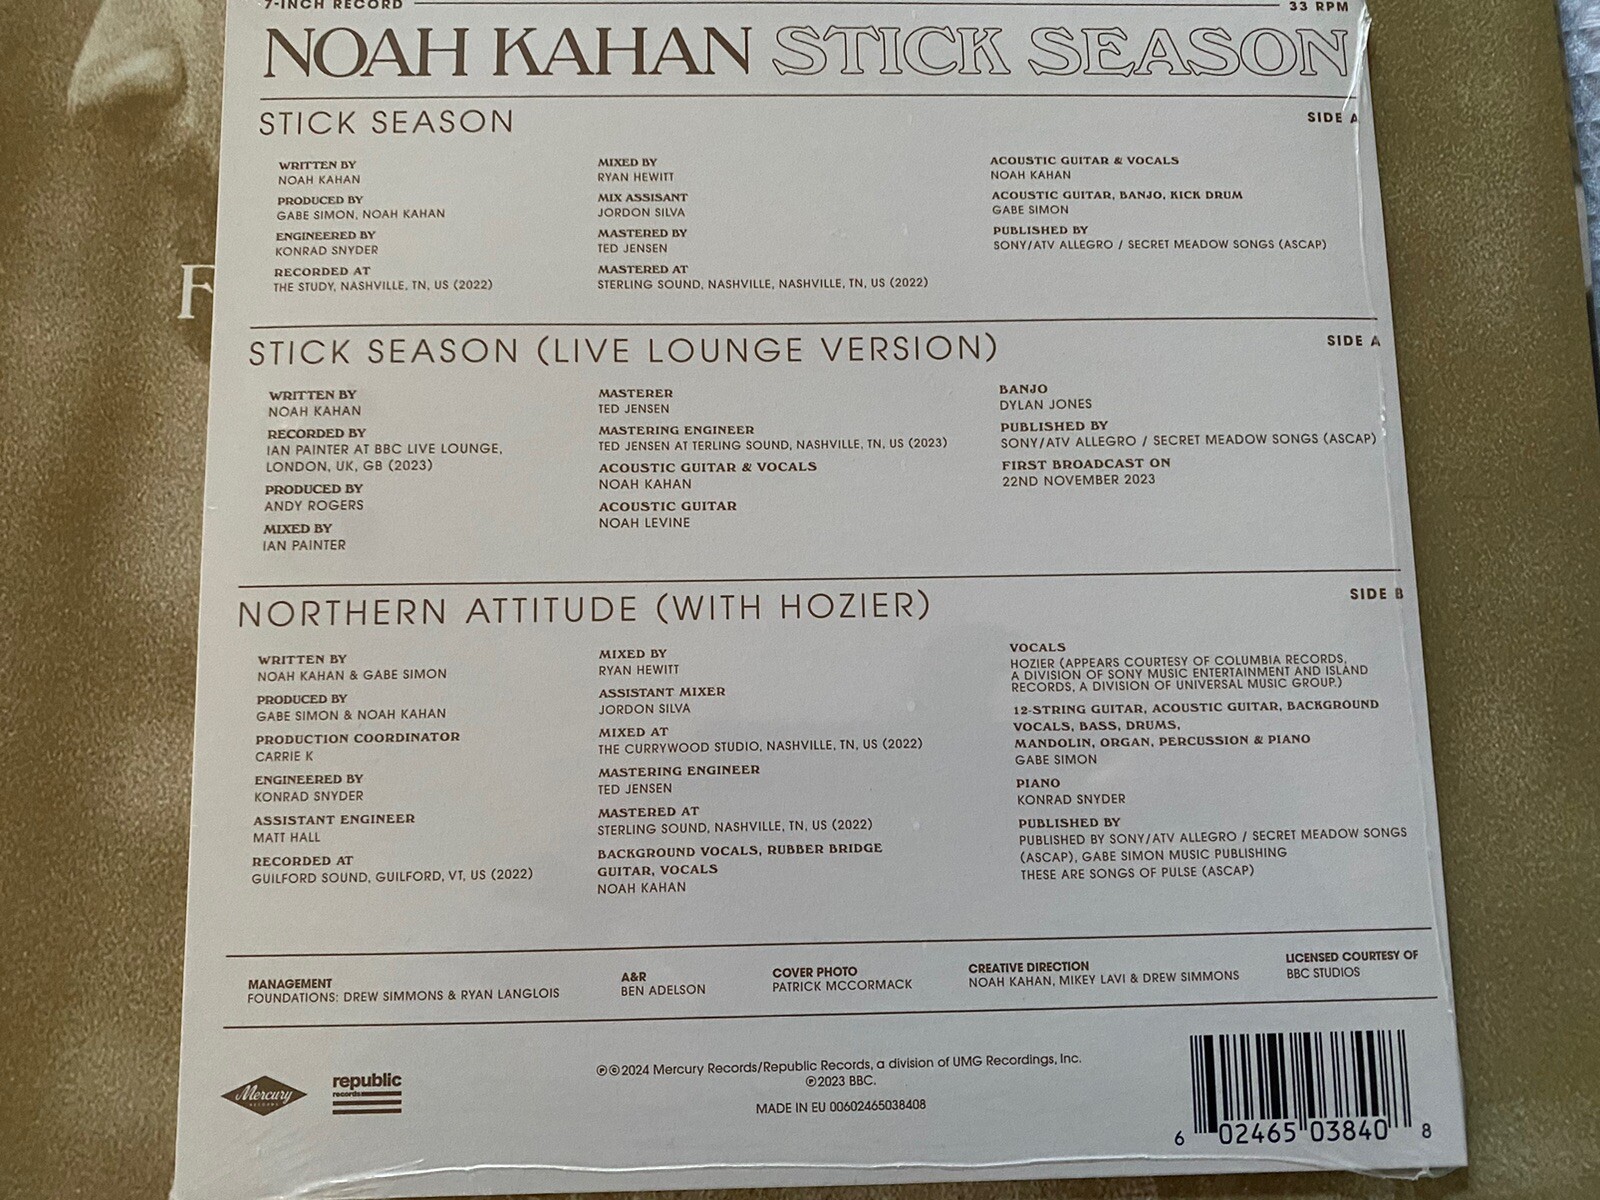 7-INCH RECORD
33 RPM
NOAH KAHAN STICK SEASON
STICK SEASON
SIDE A
WRITTEN BY
NOAH KAHAN
PRODUCED BY
GABE SIMON, NOAH KAHAN
ENGINEERED BY
KONRAD SNYDER
RECORDED AT
THE STUDY, NASHVILLE, TN, US (2022)
MIXED BY
RYAN HEWITT
MIX ASSISANT
JORDON SILVA
MASTERED BY
TED JENSEN
MASTERED AT
STERLING SOUND, NASHVILLE, NASHVILLE, TN, US (2022)
ACOUSTIC GUITAR & VOCALS
NOAH KAHAN
ACOUSTIC GUITAR, BANJO, KICK DRUM
GABE SIMON
PUBLISHED BY
SONY/ATV ALLEGRO / SECRET MEADOW SONGS (ASCAP)
F
STICK SEASON (LIVE LOUNGE VERSION)
SIDE A
WRITTEN BY
NOAH KAHAN
RECORDED BY
IAN PAINTER AT BBC LIVE LOUNGE,
LONDON, UK, GB (2023)
PRODUCED BY
ANDY ROGERS
MIXED BY
IAN PAINTER
MASTERER
TED JENSEN
MASTERING ENGINEER
TED JENSEN AT TERLING SOUND, NASHVILLE, TN, US (2023)
ACOUSTIC GUITAR & VOCALS
NOAH KAHAN
ACOUSTIC GUITAR
NOAH LEVINE
BANJO
DYLAN JONES
PUBLISHED BY
SONY/ATV ALLEGRO / SECRET MEADOW SONGS (ASCAP)
FIRST BROADCAST ON
22ND NOVEMBER 2023
NORTHERN ATTITUDE (WITH HOZIER)
SIDE B
WRITTEN BY
NOAH KAHAN & GABE SIMON
PRODUCED BY
GABE SIMON & NOAH KAHAN
PRODUCTION COORDINATOR
CARRIE K
ENGINEERED BY
KONRAD SNYDER
ASSISTANT ENGINEER
MATT HALL
RECORDED AT
GUILFORD SOUND, GUILFORD, VT, US (2022)
MIXED BY
RYAN HEWITT
ASSISTANT MIXER
JORDON SILVA
MIXED AT
THE CURRYWOOD STUDIO, NASHVILLE, TN, US (2022)
MASTERING ENGINEER
TED JENSEN
MASTERED AT
STERLING SOUND, NASHVILLE, TN, US (2022)
BACKGROUND VOCALS, RUBBER BRIDGE
GUITAR, VOCALS
NOAH KAHAN
VOCALS
HOZIER (APPEARS COURTESY OF COLUMBIA RECORDS,
A DIVISION OF SONY MUSIC ENTERTAINMENT AND ISLAND
RECORDS, A DIVISION OF UNIVERSAL MUSIC GROUP.)
12-STRING GUITAR, ACOUSTIC GUITAR, BACKGROUND
VOCALS, BASS, DRUMS,
MANDOLIN, ORGAN, PERCUSSION & PIANO
GABE SIMON
PIANO
KONRAD SNYDER
PUBLISHED BY
PUBLISHED BY SONY/ATV ALLEGRO / SECRET MEADOW SONGS
(ASCAP), GABE SIMON MUSIC PUBLISHING
THESE ARE SONGS OF PULSE (ASCAP)
MANAGEMENT
FOUNDATIONS: DREW SIMMONS & RYAN LANGLOIS
A&R
BEN ADELSON
COVER PHOTO
PATRICK MCCORMACK
CREATIVE DIRECTION
NOAH KAHAN, MIKEY LAVI & DREW SIMMONS
LICENSED COURTESY OF
BBC STUDIOS
Mercury
RECORDS
republic
records
℗©2024 Mercury Records/Republic Records, a division of UMG Recordings, Inc.
℗2023 BBC.
MADE IN EU 00602465038408
6 02465 03840 8